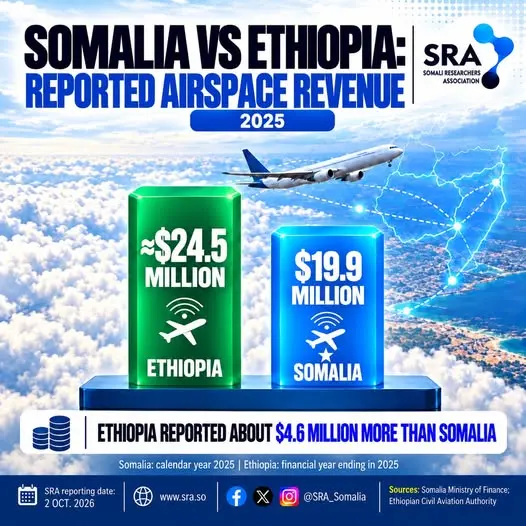 SOMALIA VS ETHIOPIA:
REPORTED AIRSPACE REVENUE
2025
SRA
SOMALI RESEARCHERS
ASSOCIATION
≈$24.5
MILLION
ETHIOPIA
$19.9
MILLION
SOMALIA
ETHIOPIA REPORTED ABOUT $4.6 MILLION MORE THAN SOMALIA
Somalia: calendar year 2025 | Ethiopia: financial year ending in 2025
SRA reporting date:
2 OCT. 2026
www.sra.so
@SRA_Somalia
Sources: Somalia Ministry of Finance;
Ethiopian Civil Aviation Authority